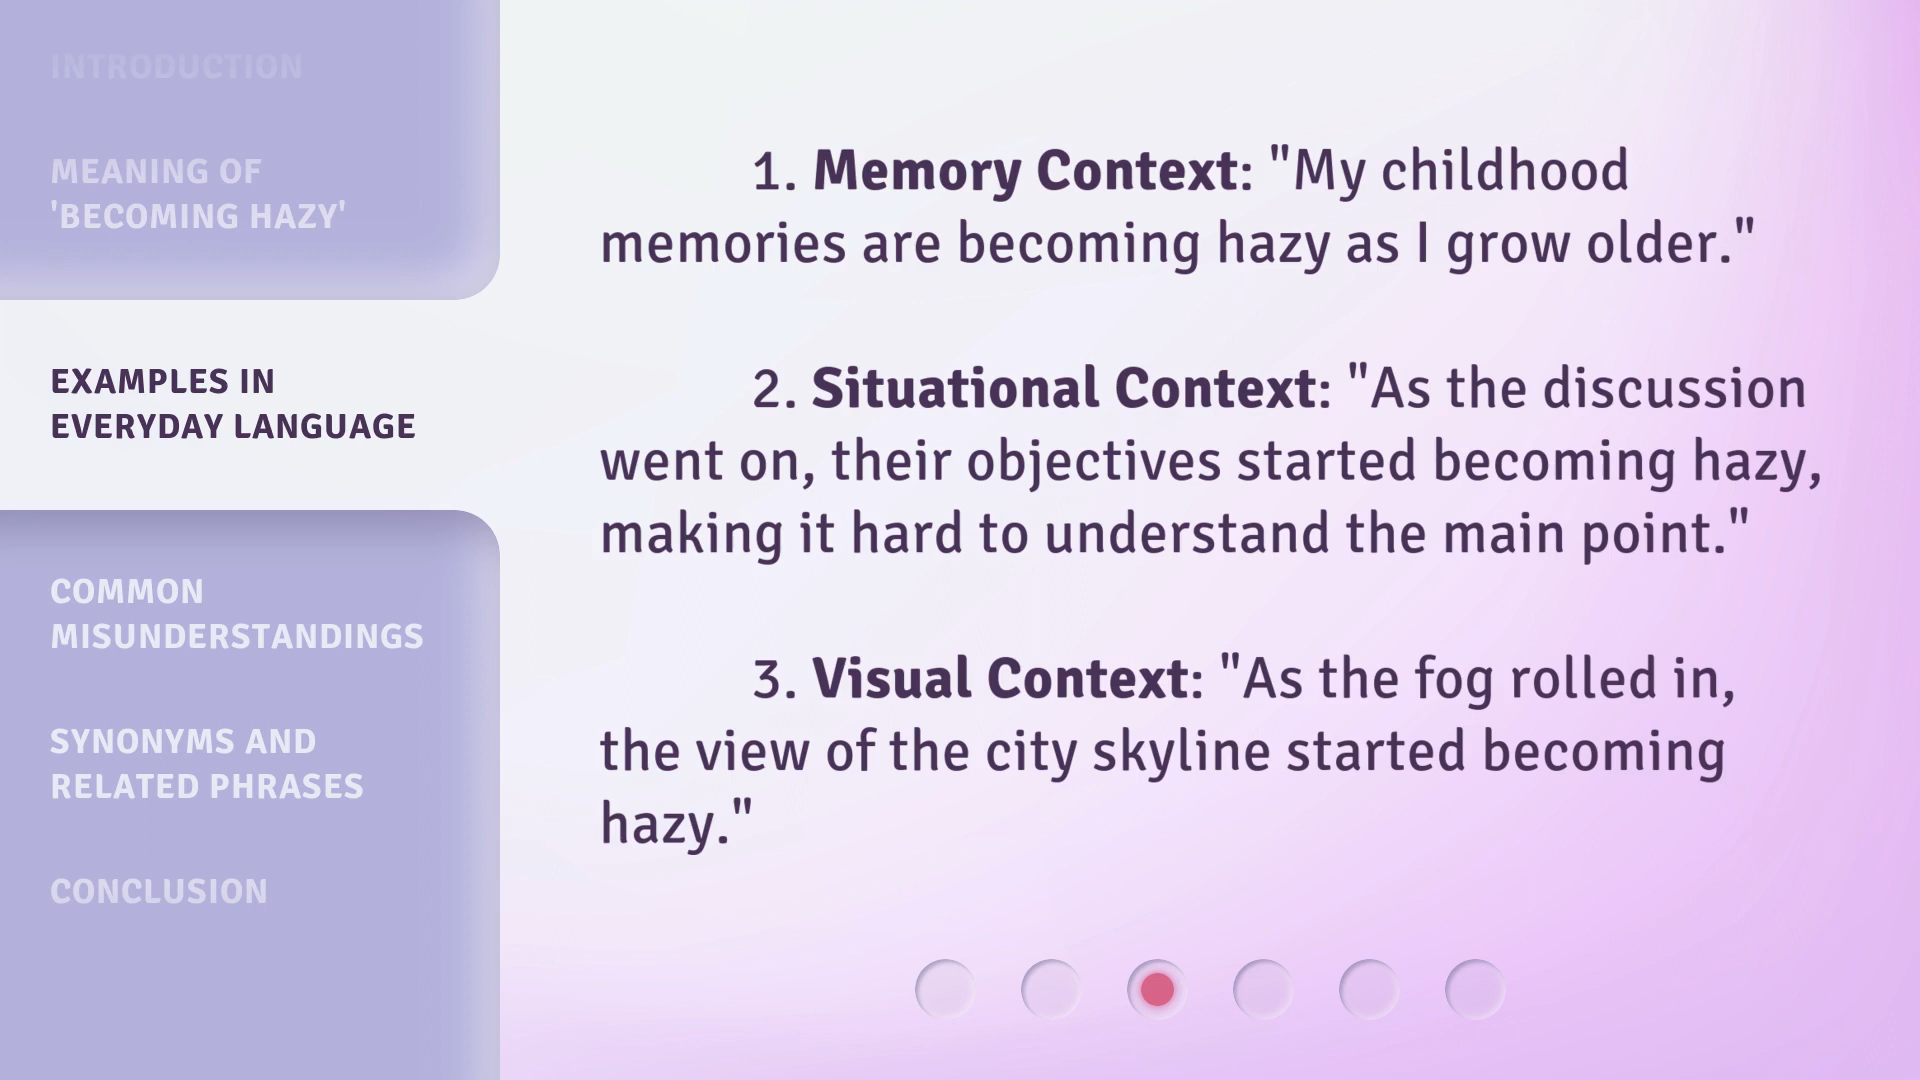 INTRODUCTION
MEANING OF
'BECOMING HAZY'
EXAMPLES IN
EVERYDAY LANGUAGE
COMMON
MISUNDERSTANDINGS
SYNONYMS AND
RELATED PHRASES
CONCLUSION
1. Memory Context: "My childhood
memories are becoming hazy as I grow older."
2. Situational Context: "As the discussion
went on, their objectives started becoming hazy,
making it hard to understand the main point."
3. Visual Context: "As the fog rolled in,
the view of the city skyline started becoming
hazy."